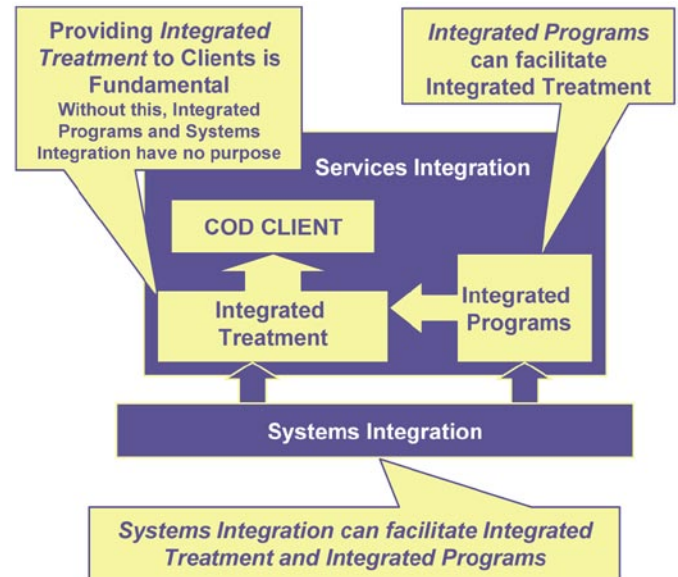 Providing Integrated
Treatment to Clients is
Fundamental
Without this, Integrated
Programs and Systems
Integration have no purpose
Integrated Programs
can facilitate
Integrated Treatment
Services Integration
COD CLIENT
Integrated
Treatment
Integrated
Programs
Systems Integration
Systems Integration can facilitate Integrated
Treatment and Integrated Programs